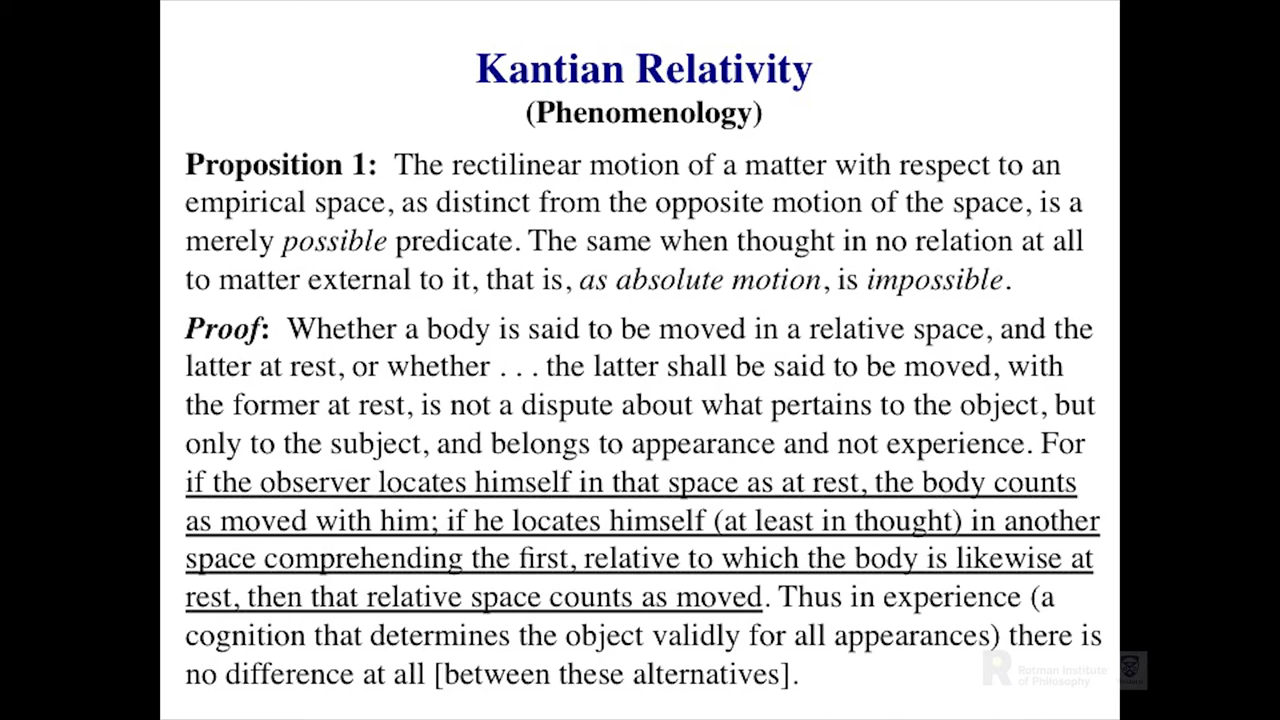 Kantian Relativity
(Phenomenology)
Proposition 1: The rectilinear motion of a matter with respect to an
empirical space, as distinct from the opposite motion of the space, is a
merely possible predicate. The same when thought in no relation at all
to matter external to it, that is, as absolute motion, is impossible.
Proof: Whether a body is said to be moved in a relative space, and the
latter at rest, or whether . . . the latter shall be said to be moved, with
the former at rest, is not a dispute about what pertains to the object, but
only to the subject, and belongs to appearance and not experience. For
if the observer locates himself in that space as at rest, the body counts
as moved with him; if he locates himself (at least in thought) in another
space comprehending the first, relative to which the body is likewise at
rest, then that relative space counts as moved. Thus in experience (a
cognition that determines the object validly for all appearances) there is
no difference at all [between these alternatives].
R Rotman Institute
of Philosophy